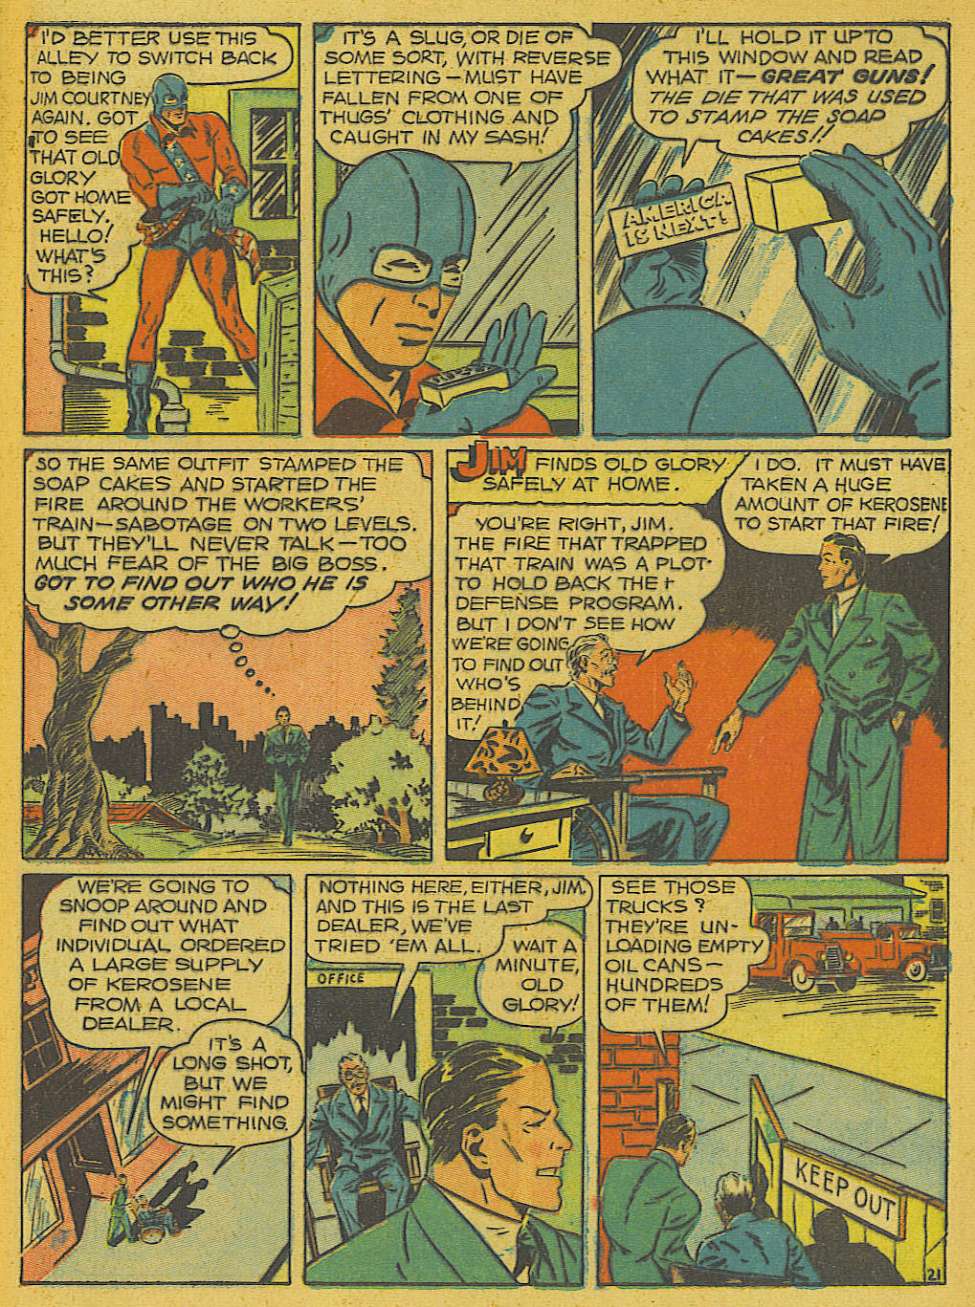 I'D BETTER USE THIS
ALLEY TO SWITCH BACK
TO BEING
JIM COURTNEY
AGAIN. GOT
TO SEE
THAT OLD
GLORY
GOT HOME
SAFELY.
HELLO!
WHAT'S
THIS?
IT'S A SLUG, OR DIE OF
SOME SORT, WITH REVERSE
LETTERING—MUST HAVE
FALLEN FROM ONE OF
THUGS' CLOTHING AND
CAUGHT IN MY SASH!
I'LL HOLD IT UP TO
THIS WINDOW AND READ
WHAT IT—GREAT GUNS!
THE DIE THAT WAS USED
TO STAMP THE SOAP
CAKES!!
AMERICA
IS NEXT!
SO THE SAME OUTFIT STAMPED THE
SOAP CAKES AND STARTED THE
FIRE AROUND THE WORKERS'
TRAIN—SABOTAGE ON TWO LEVELS.
BUT THEY'LL NEVER TALK—TOO
MUCH FEAR OF THE BIG BOSS.
GOT TO FIND OUT WHO HE IS
SOME OTHER WAY!
JIM FINDS OLD GLORY
SAFELY AT HOME.
YOU'RE RIGHT, JIM.
THE FIRE THAT TRAPPED
THAT TRAIN WAS A PLOT
TO HOLD BACK THE
DEFENSE PROGRAM.
BUT I DON'T SEE HOW
WE'RE GOING
TO FIND OUT
WHO'S
BEHIND
IT!
I DO. IT MUST HAVE
TAKEN A HUGE
AMOUNT OF KEROSENE
TO START THAT FIRE!
WE'RE GOING TO
SNOOP AROUND AND
FIND OUT WHAT
INDIVIDUAL ORDERED
A LARGE SUPPLY
OF KEROSENE
FROM A LOCAL
DEALER.
IT'S A
LONG SHOT,
BUT WE
MIGHT FIND
SOMETHING.
NOTHING HERE, EITHER, JIM.
AND THIS IS THE LAST
DEALER, WE'VE
TRIED 'EM ALL.
WAIT A
MINUTE,
OLD
GLORY!
OFFICE
SEE THOSE
TRUCKS?
THEY'RE UN-
LOADING EMPTY
OIL CANS—
HUNDREDS
OF THEM!
KEEP OUT
21